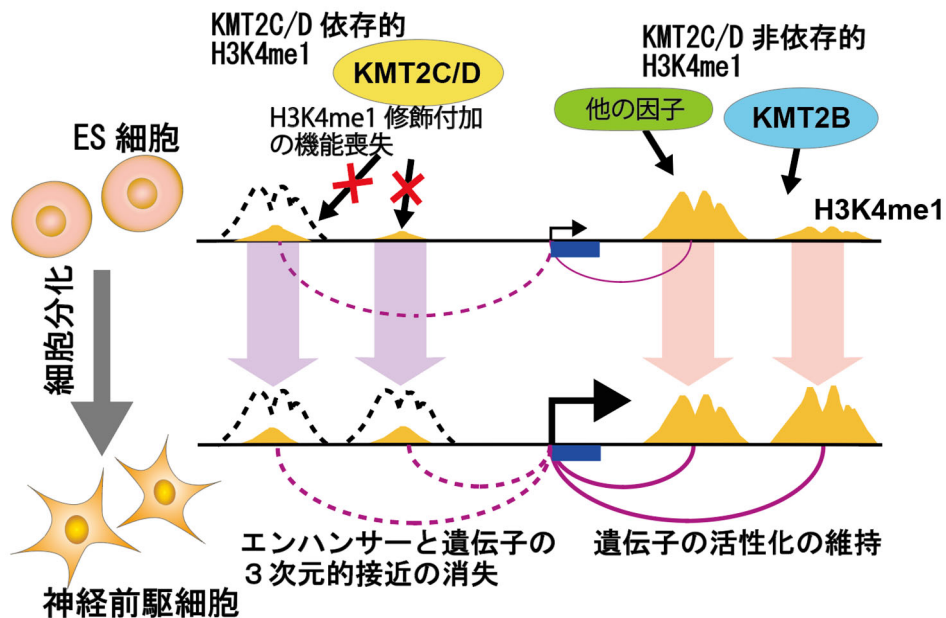 KMT2C/D 依存的
H3K4me1
KMT2C/D
H3K4me1 修飾付加
の機能喪失
KMT2C/D 非依存的
H3K4me1
他の因子
KMT2B
H3K4me1
ES 細胞
細胞分化
神経前駆細胞
エンハンサーと遺伝子の
３次元的接近の消失
遺伝子の活性化の維持